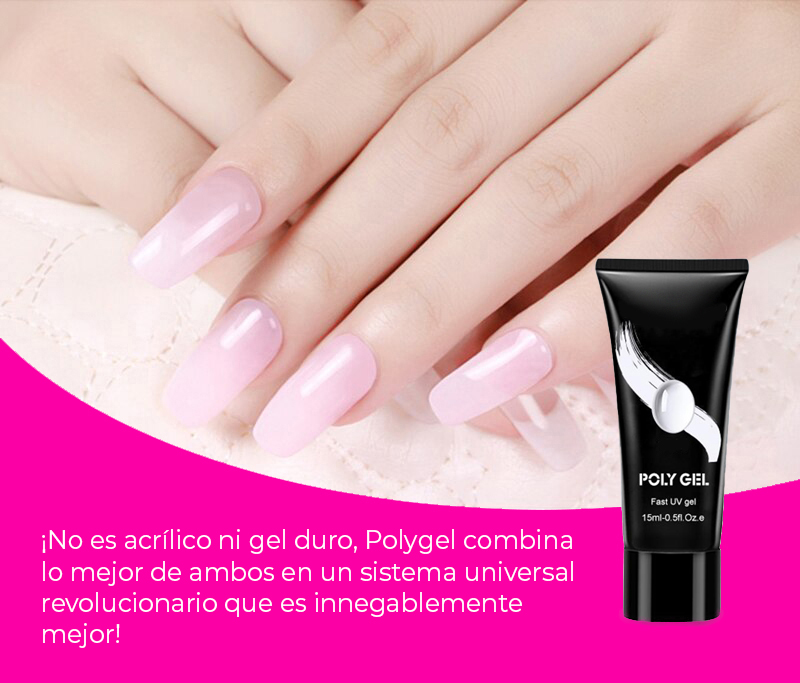 POLY GEL
Fast UV gel
15ml-0.5fl.Oz.e
¡No es acrílico ni gel duro, Polygel combina
lo mejor de ambos en un sistema universal
revolucionario que es innegablemente
mejor!